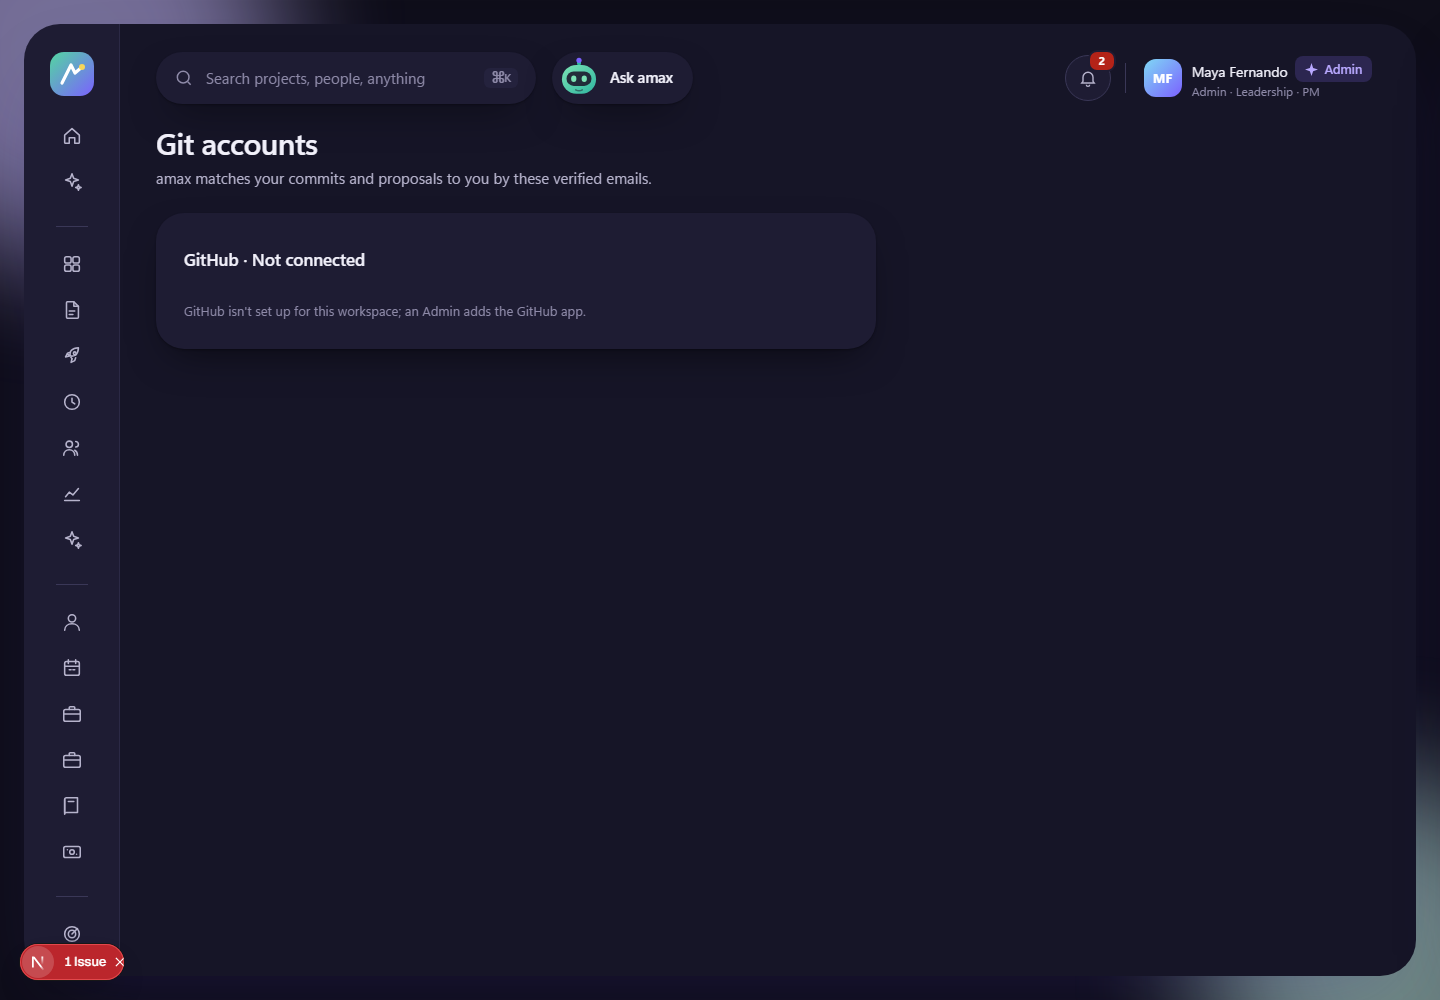 Search projects, people, anything
⌘K
Ask amax
2
MF
Maya Fernando
Admin
Admin · Leadership · PM
Git accounts
amax matches your commits and proposals to you by these verified emails.
GitHub · Not connected
GitHub isn't set up for this workspace; an Admin adds the GitHub app.
N
1 Issue